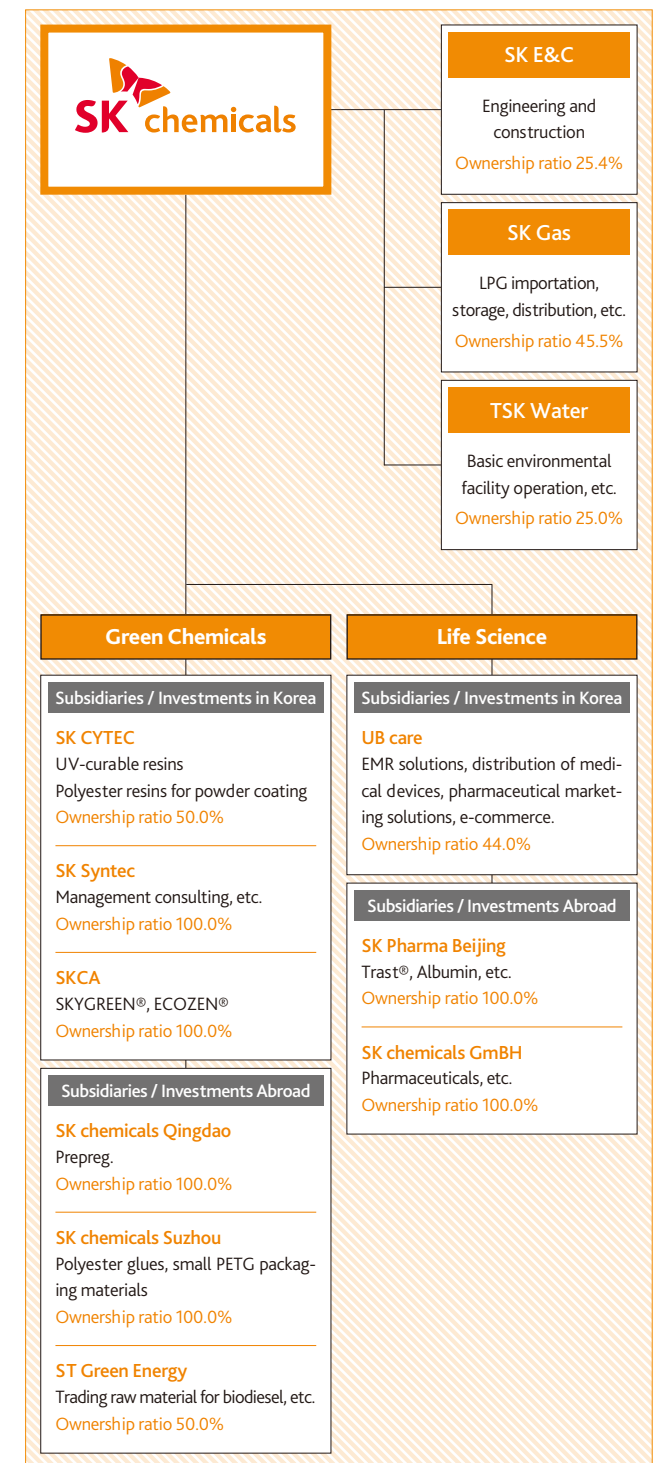 SK chemicals
SK E&C
Engineering and
construction
Ownership ratio 25.4%
SK Gas
LPG importation,
storage, distribution, etc.
Ownership ratio 45.5%
TSK Water
Basic environmental
facility operation, etc.
Ownership ratio 25.0%
Green Chemicals
Subsidiaries / Investments in Korea
SK CYTEC
UV-curable resins
Polyester resins for powder coating
Ownership ratio 50.0%
SK Syntec
Management consulting, etc.
Ownership ratio 100.0%
SKCA
SKYGREEN®, ECOZEN®
Ownership ratio 100.0%
Subsidiaries / Investments Abroad
SK chemicals Qingdao
Prepreg.
Ownership ratio 100.0%
SK chemicals Suzhou
Polyester glues, small PETG packag-
ing materials
Ownership ratio 100.0%
ST Green Energy
Trading raw material for biodiesel, etc.
Ownership ratio 50.0%
Life Science
Subsidiaries / Investments in Korea
UB care
EMR solutions, distribution of medi-
cal devices, pharmaceutical market-
ing solutions, e-commerce.
Ownership ratio 44.0%
Subsidiaries / Investments Abroad
SK Pharma Beijing
Trast®, Albumin, etc.
Ownership ratio 100.0%
SK chemicals GmBH
Pharmaceuticals, etc.
Ownership ratio 100.0%